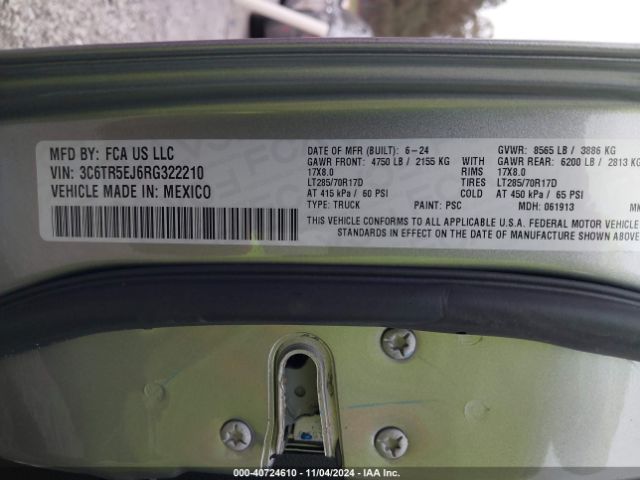 MFD BY: FCA US LLC
VIN: 3C6TR5EJ6RG322210
VEHICLE MADE IN: MEXICO
DATE OF MFR (BUILT): 6-24 GVWR: 8565 LB / 3886 KG
GAWR FRONT: 4750 LB / 2155 KG GAWR REAR: 6200 LB / 2813 KG
17X8.0 RIMS 17X8.0
LT285/70R17D TIRES LT285/70R17D
AT 415 kPa / 60 PSI COLD AT 450 kPa / 65 PSI
TYPE: TRUCK PAINT: PSC MDH: 061913
THIS VEHICLE CONFORMS TO ALL APPLICABLE U.S.A. FEDERAL MOTOR VEHICLE
STANDARDS IN EFFECT ON THE DATE OF MANUFACTURE SHOWN ABOVE
000-40724610 - 11/04/2024 - IAA Inc.